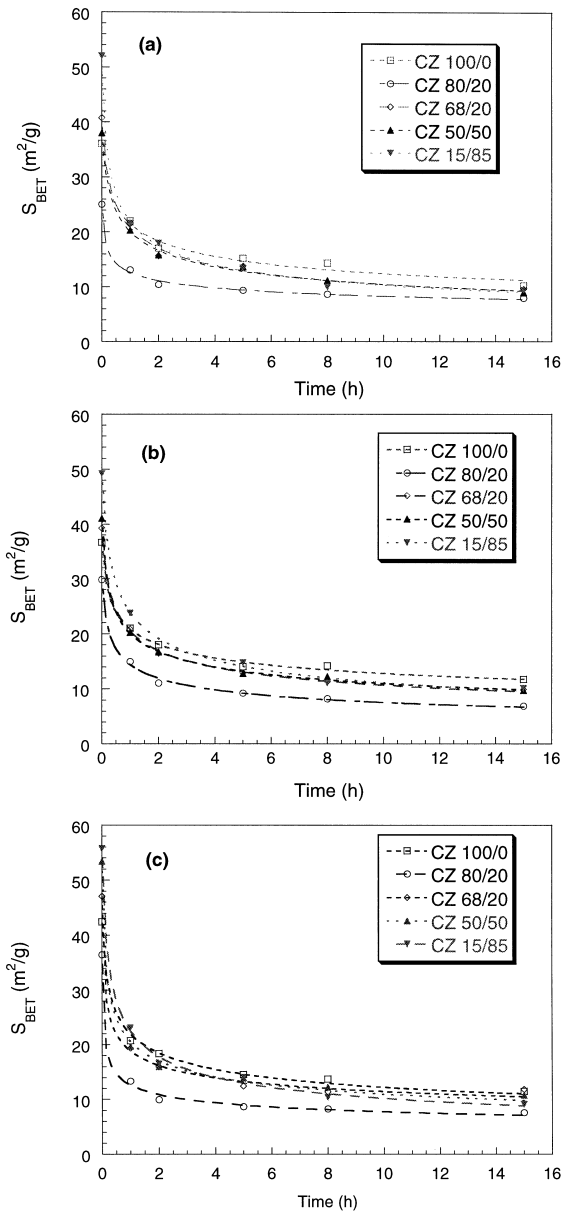 (a)
CZ 100/0
CZ 80/20
CZ 68/20
CZ 50/50
CZ 15/85
60
50
40
30
20
10
0
S_BET (m²/g)
0 2 4 6 8 10 12 14 16
Time (h)
(b)
CZ 100/0
CZ 80/20
CZ 68/20
CZ 50/50
CZ 15/85
60
50
40
30
20
10
0
S_BET (m²/g)
0 2 4 6 8 10 12 14 16
Time (h)
(c)
CZ 100/0
CZ 80/20
CZ 68/20
CZ 50/50
CZ 15/85
60
50
40
30
20
10
0
S_BET (m²/g)
0 2 4 6 8 10 12 14 16
Time (h)